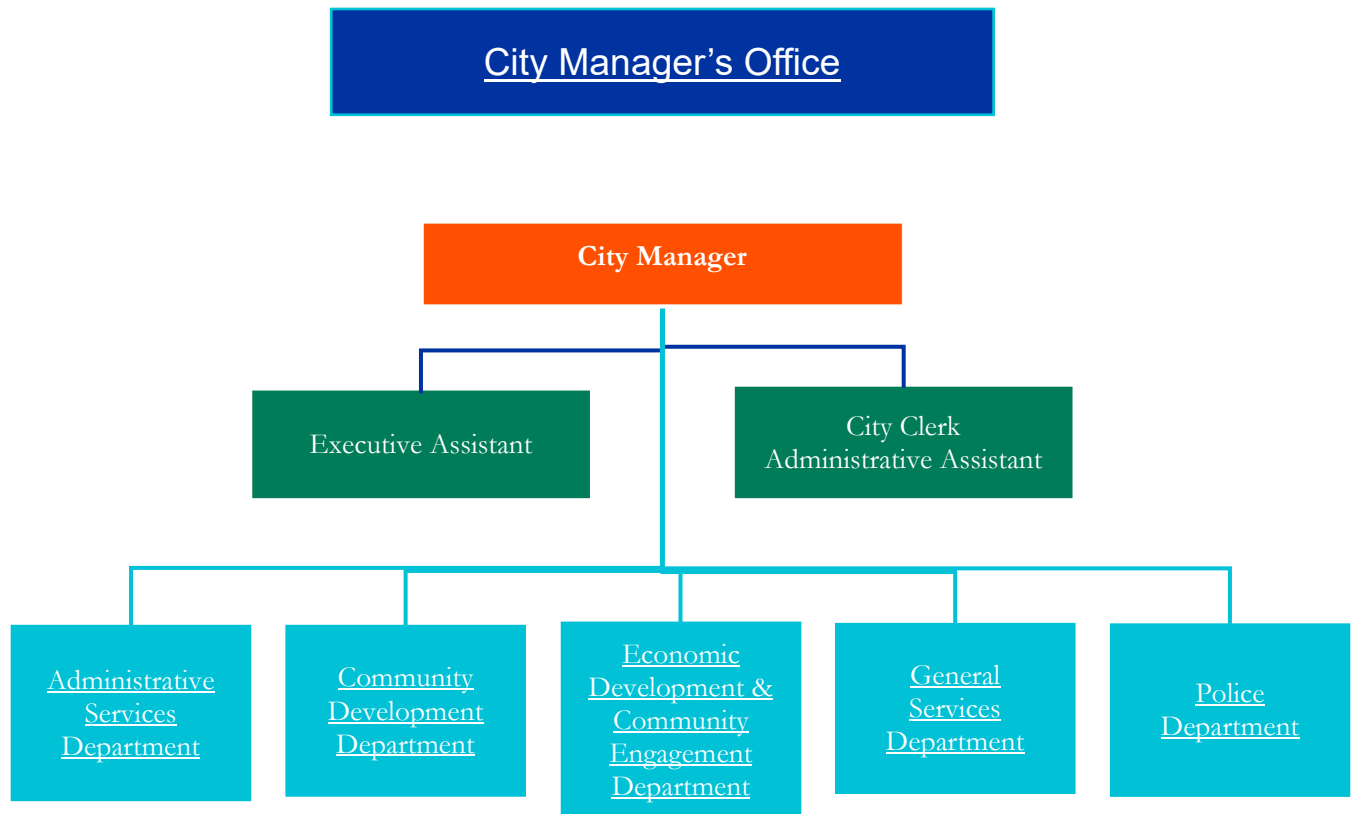 City Manager’s Office
City Manager
Executive Assistant
City Clerk
Administrative Assistant
Administrative
Services
Department
Community
Development
Department
Economic
Development &
Community
Engagement
Department
General
Services
Department
Police
Department